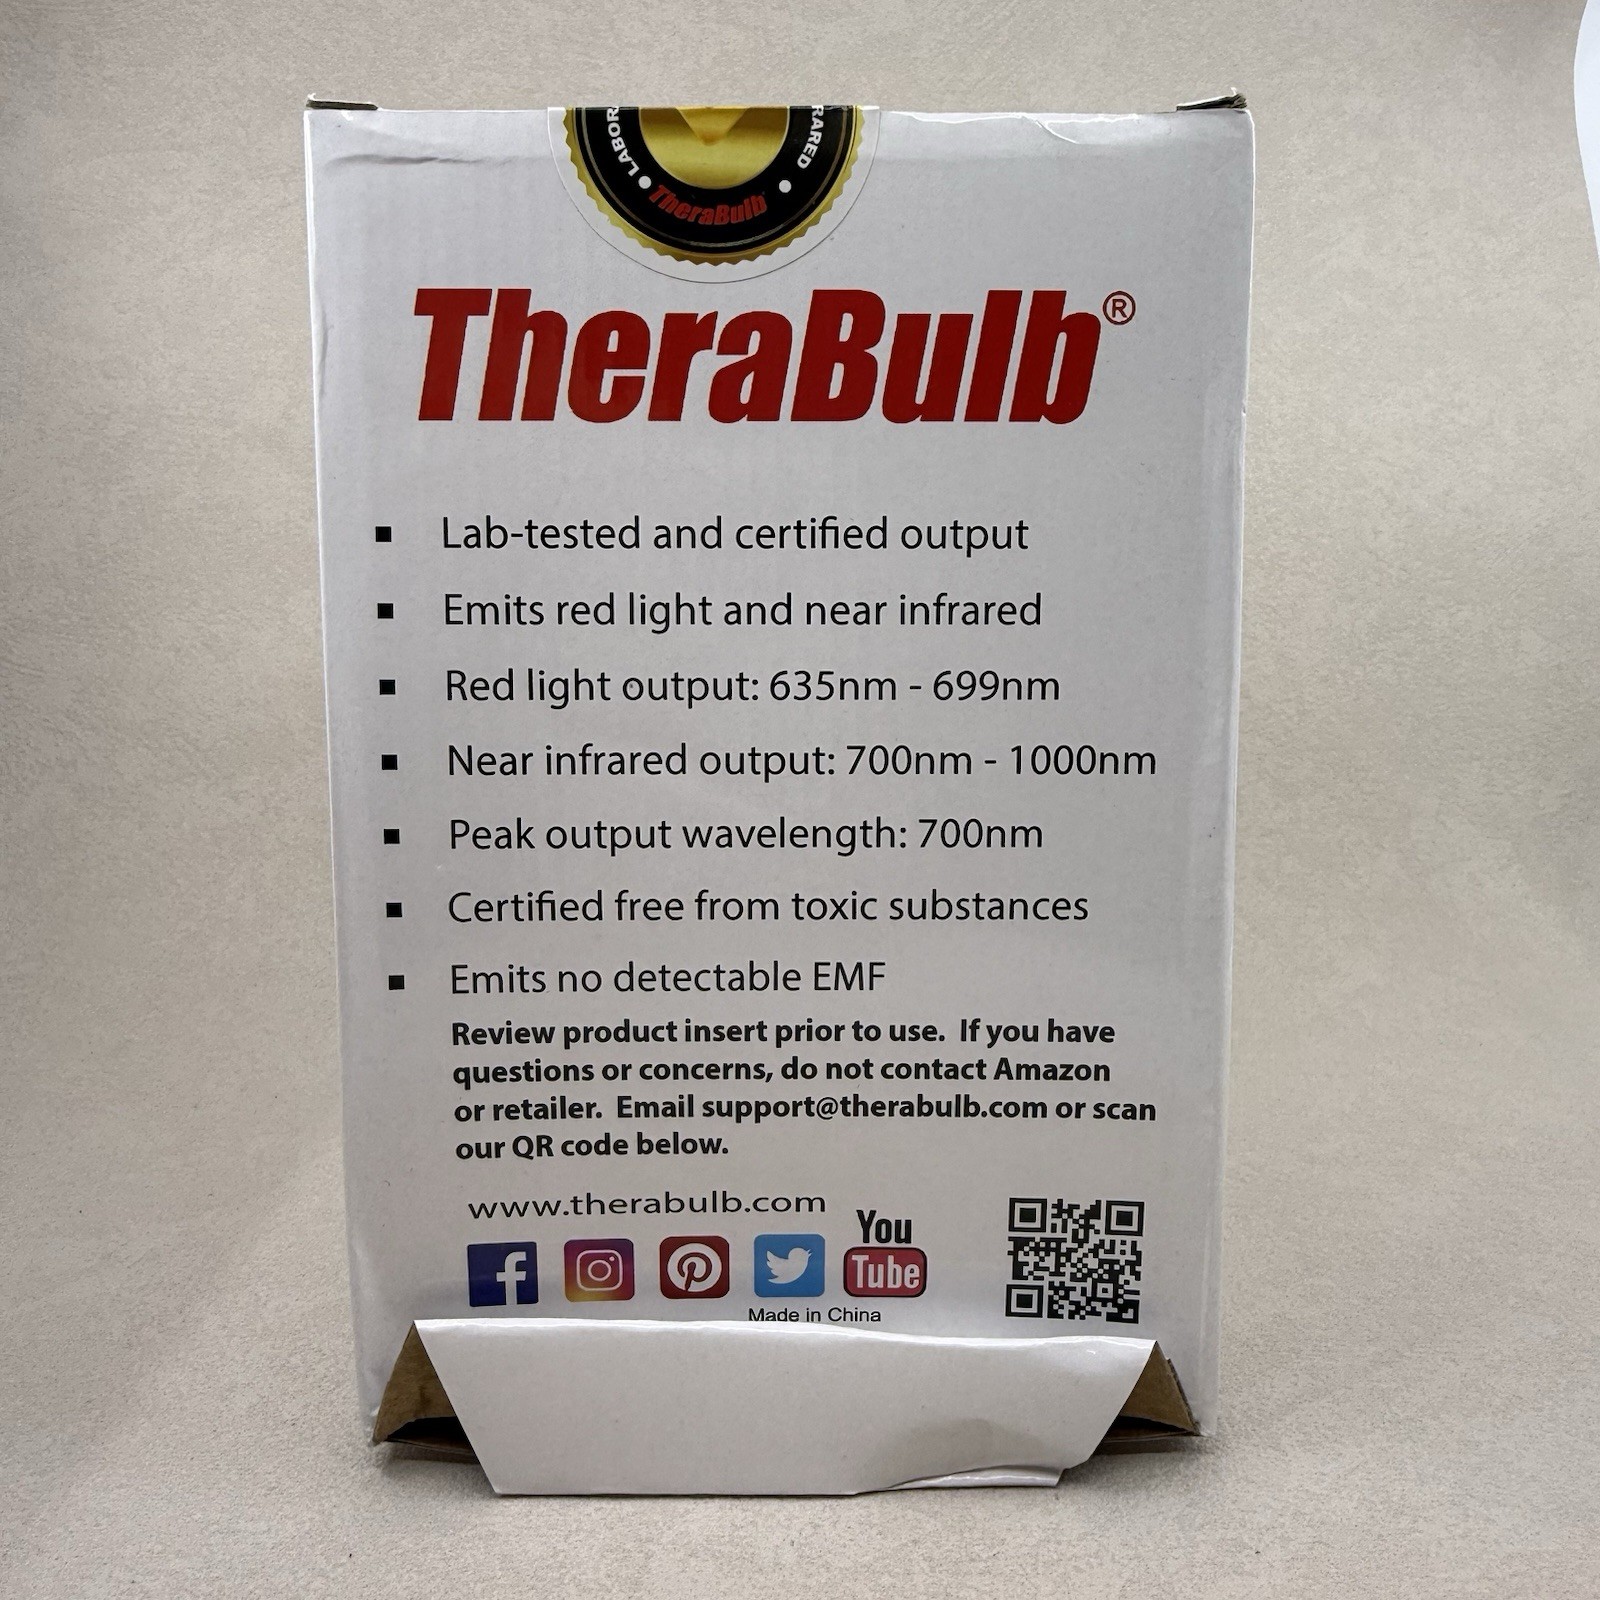 TheraBulb
TheraBulb®
Lab-tested and certified output
Emits red light and near infrared
Red light output: 635nm - 699nm
Near infrared output: 700nm - 1000nm
Peak output wavelength: 700nm
Certified free from toxic substances
Emits no detectable EMF
Review product insert prior to use. If you have
questions or concerns, do not contact Amazon
or retailer. Email support@therabulb.com or scan
our QR code below.
www.therabulb.com
You
Tube
Made in China